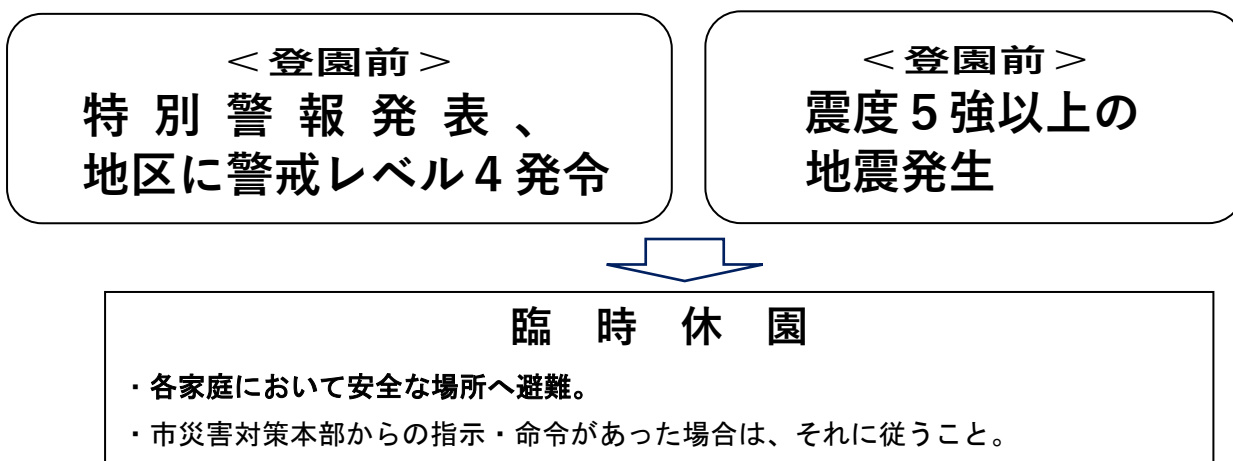 ＜登園前＞
特別警報発表、
地区に警戒レベル４発令
＜登園前＞
震度５強以上の
地震発生
臨時休園
・各家庭において安全な場所へ避難。
・市災害対策本部からの指示・命令があった場合は、それに従うこと。